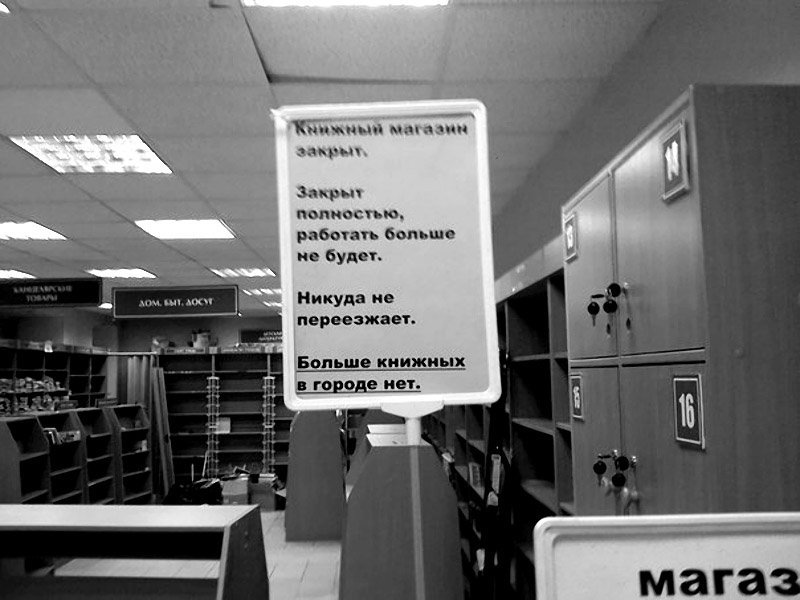 Книжный магазин
закрыт.
Закрыт
полностью,
работать больше
не будет.
Никуда не
переезжает.
Больше книжных
в городе нет.
КАНЦЕЛЯРСКИЕ
ТОВАРЫ
ДОМ. БЫТ. ДОСУГ
14
13
15
16
магаз